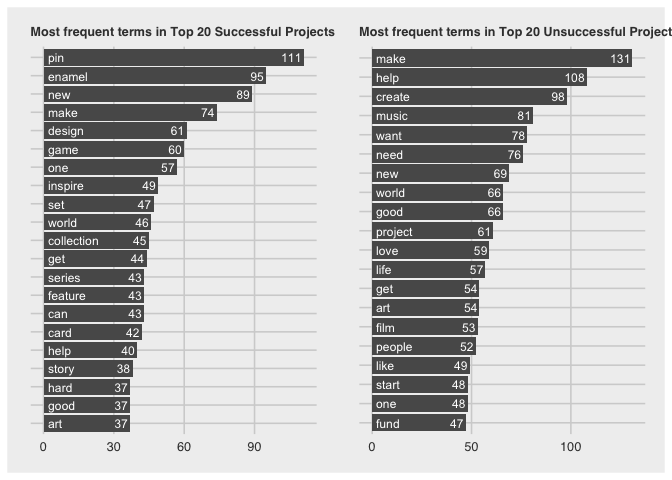 Most frequent terms in Top 20 Successful Projects
pin 111
enamel 95
new 89
make 74
design 61
game 60
one 57
inspire 49
set 47
world 46
collection 45
get 44
series 43
feature 43
can 43
card 42
help 40
story 38
hard 37
good 37
art 37
0 30 60 90
Most frequent terms in Top 20 Unsuccessful Project
make 131
help 108
create 98
music 81
want 78
need 76
new 69
world 66
good 66
project 61
love 59
life 57
get 54
art 54
film 53
people 52
like 49
start 48
one 48
fund 47
0 50 100